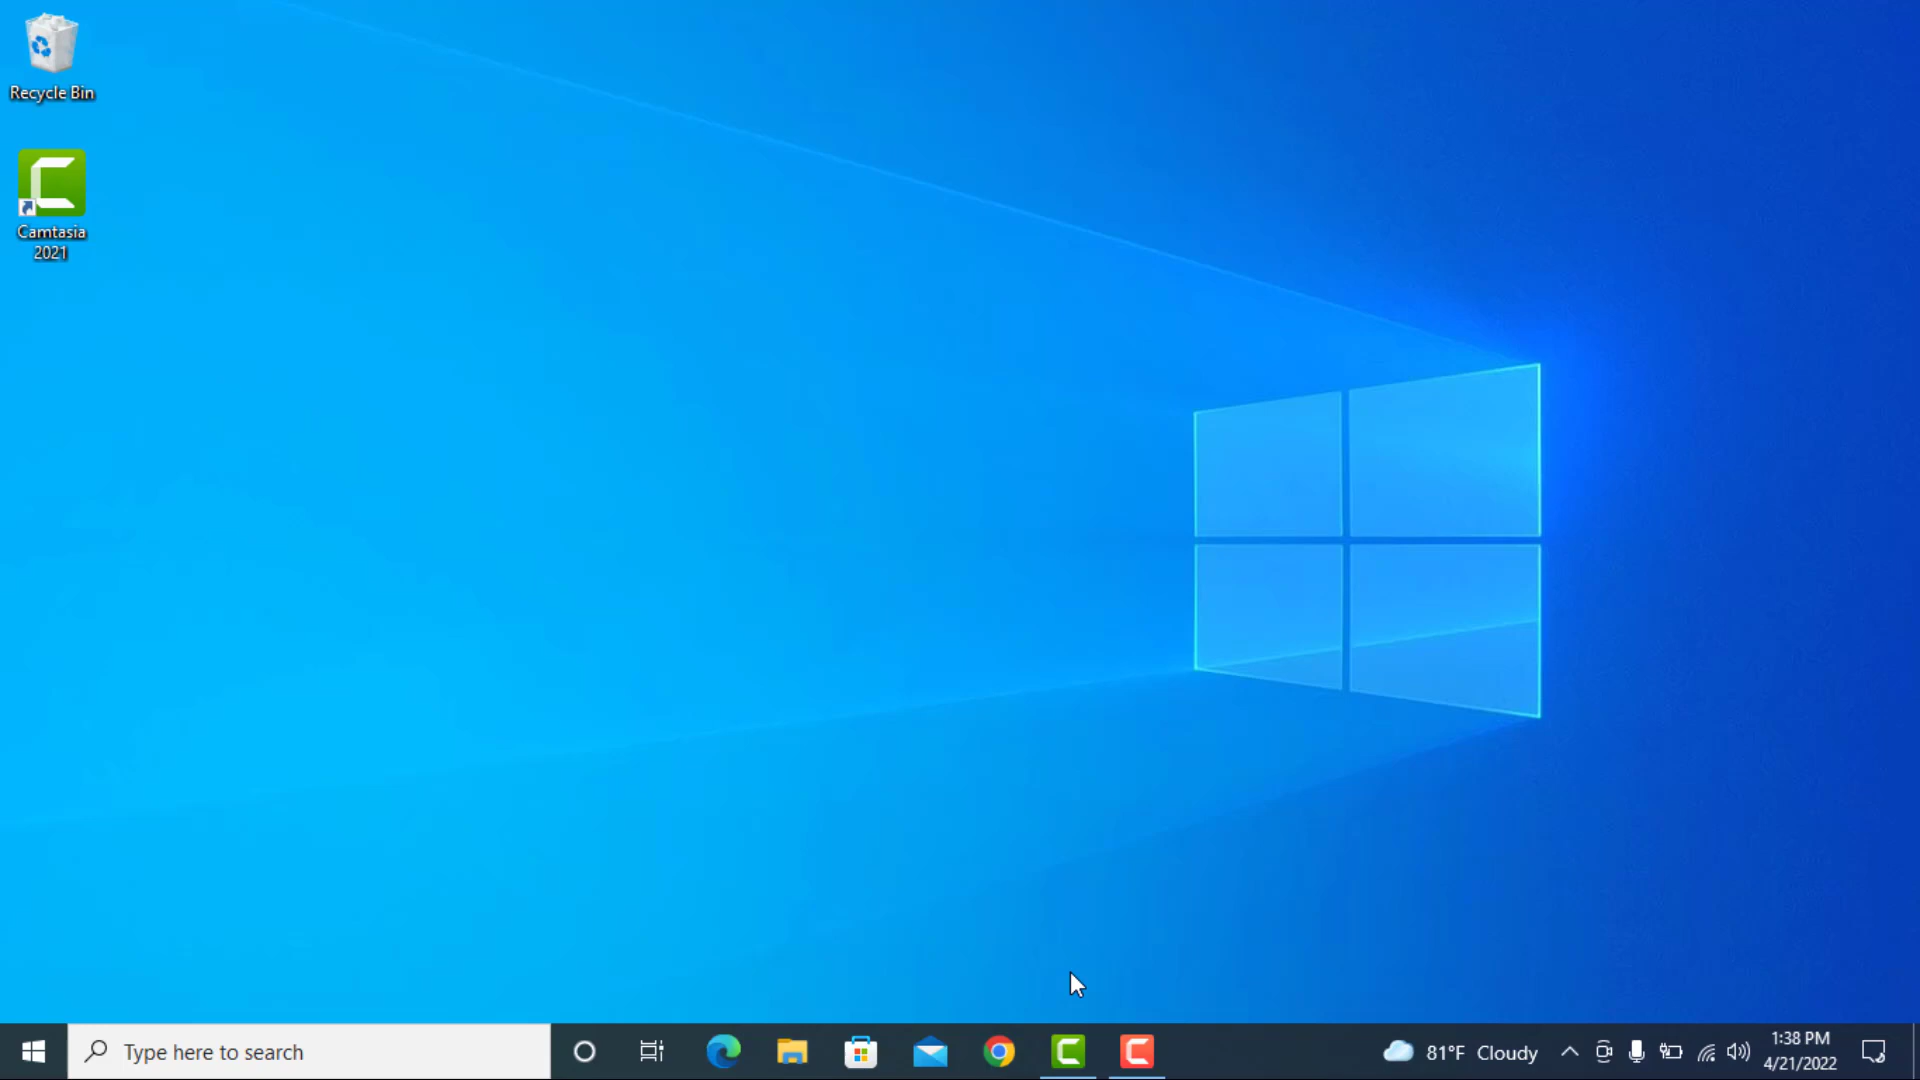 Recycle Bin
Camtasia
2021
Type here to search
81°F Cloudy
1:38 PM
4/21/2022